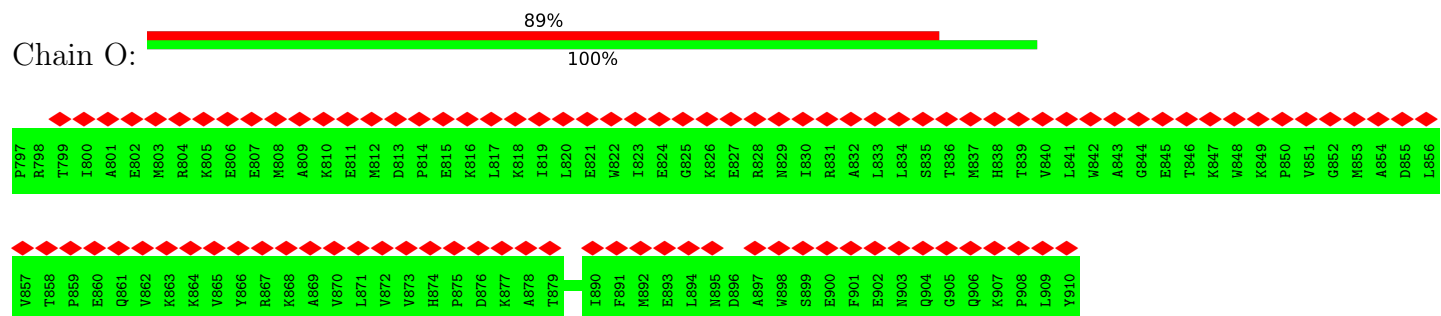 89%
Chain O:
100%
P797 R798 T799 I800 A801 E802 M803 R804 K805 E806 E807 M808 A809 K810 E811 M812 D813 P814 E815 K816 L817 K818 I819 L820 E821 W822 I823 E824 G825 K826 E827 R828 N829 I830 R831 A832 L833 L834 S835 T836 M837 H838 T839 V840 L841 W842 A843 G844 E845 T846 K847 W848 K849 P850 V851 G852 M853 A854 D855 L856
V857 T858 P859 E860 Q861 V862 K863 K864 V865 Y866 R867 K868 A869 V870 L871 V872 V873 H874 P875 D876 K877 A878 T879 I890 F891 M892 E893 L894 N895 D896 A897 W898 S899 E900 F901 E902 N903 Q904 G905 Q906 K907 P908 L909 Y910